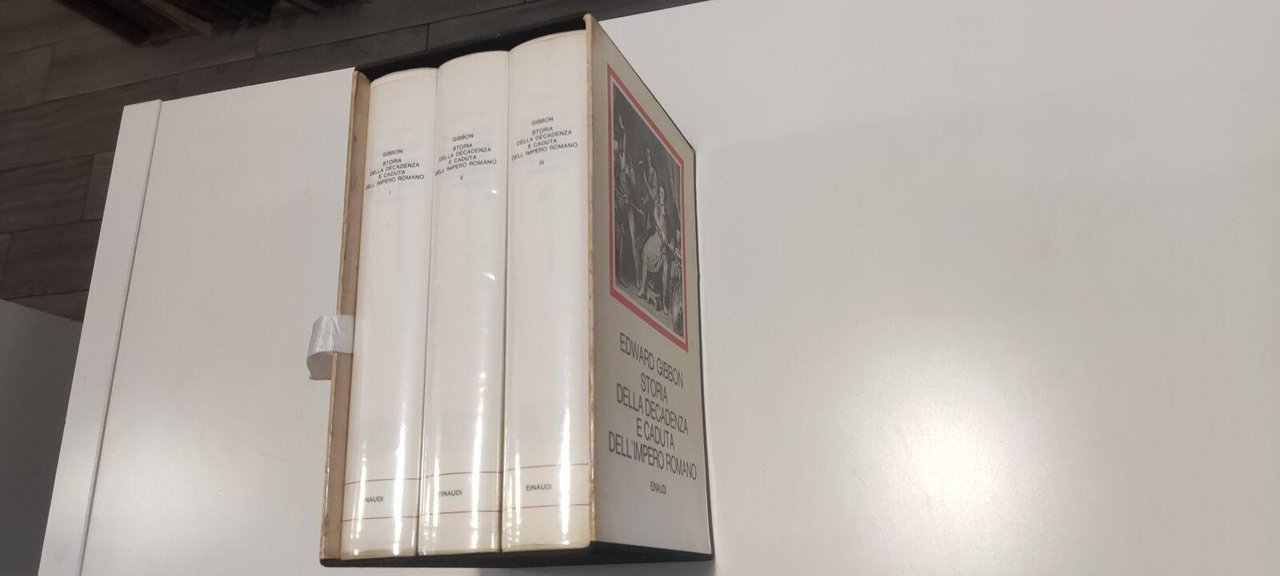 GIBBON
STORIA
DELLA DECADENZA
E CADUTA
DELL'IMPERO ROMANO
I
EINAUDI
GIBBON
STORIA
DELLA DECADENZA
E CADUTA
DELL'IMPERO ROMANO
II
EINAUDI
GIBBON
STORIA
DELLA DECADENZA
E CADUTA
DELL'IMPERO ROMANO
III
EINAUDI
EDWARD GIBBON
STORIA
DELLA DECADENZA
E CADUTA
DELL'IMPERO ROMANO
EINAUDI